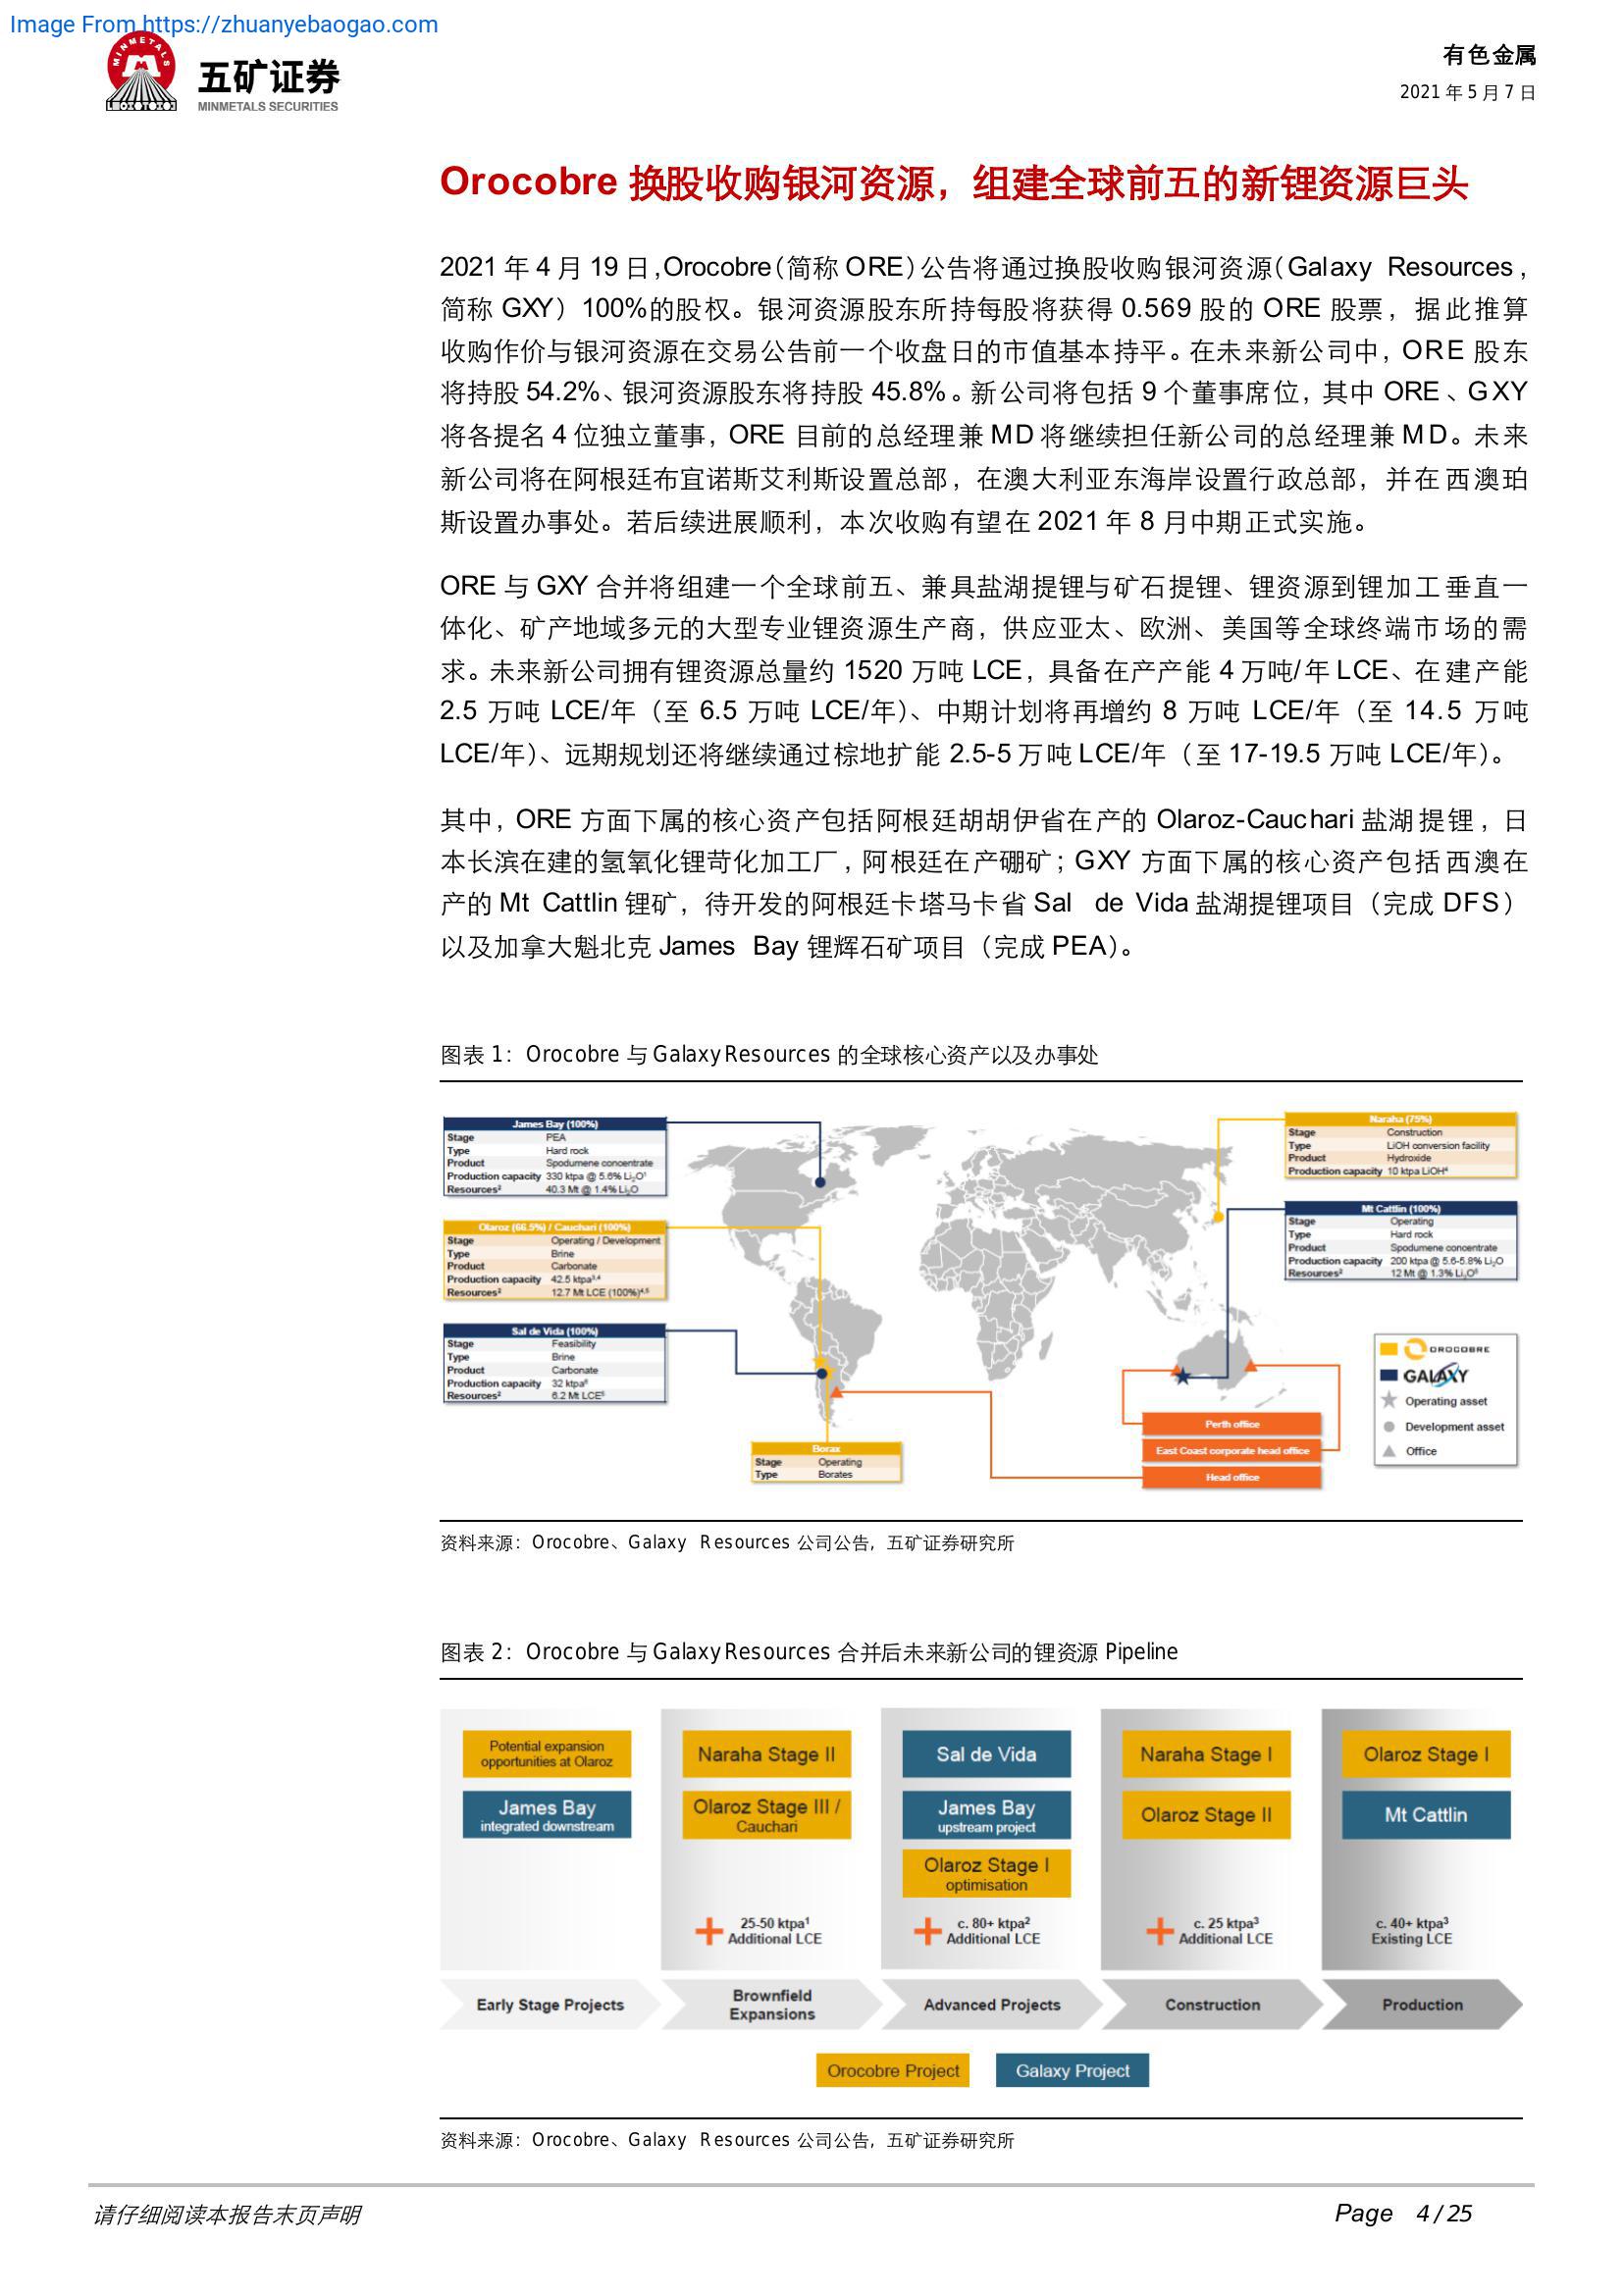 Image From https://zhuanyebaogao.com
MINMETALS
五矿证券
MINMETALS SECURITIES
有色金属
2021 年 5 月 7 日
Orocobre 换股收购银河资源，组建全球前五的新锂资源巨头
2021 年 4 月 19 日，Orocobre（简称 ORE）公告将通过换股收购银河资源（Galaxy Resources，
简称 GXY）100%的股权。银河资源股东所持每股将获得 0.569 股的 ORE 股票，据此推算
收购作价与银河资源在交易公告前一个收盘日的市值基本持平。在未来新公司中，ORE 股东
将持股 54.2%、银河资源股东将持股 45.8%。新公司将包括 9 个董事席位，其中 ORE、GXY
将各提名 4 位独立董事，ORE 目前的总经理兼 MD 将继续担任新公司的总经理兼 MD。未来
新公司将在阿根廷布宜诺斯艾利斯设置总部，在澳大利亚东海岸设置行政总部，并在西澳珀
斯设置办事处。若后续进展顺利，本次收购有望在 2021 年 8 月中期正式实施。
ORE 与 GXY 合并将组建一个全球前五、兼具盐湖提锂与矿石提锂、锂资源到锂加工垂直一
体化、矿产地域多元的大型专业锂资源生产商，供应亚太、欧洲、美国等全球终端市场的需
求。未来新公司拥有锂资源总量约 1520 万吨 LCE，具备在产产能 4 万吨/年 LCE、在建产能
2.5 万吨 LCE/年（至 6.5 万吨 LCE/年）、中期计划将再增约 8 万吨 LCE/年（至 14.5 万吨
LCE/年）、远期规划还将继续通过棕地扩能 2.5-5 万吨 LCE/年（至 17-19.5 万吨 LCE/年）。
其中，ORE 方面下属的核心资产包括阿根廷胡胡伊省在产的 Olaroz-Cauchari 盐湖提锂，日
本长滨在建的氢氧化锂苛化加工厂，阿根廷在产硼矿；GXY 方面下属的核心资产包括西澳在
产的 Mt Cattlin 锂矿，待开发的阿根廷卡塔马卡省 Sal de Vida 盐湖提锂项目（完成 DFS）
以及加拿大魁北克 James Bay 锂辉石矿项目（完成 PEA）。
图表 1：Orocobre 与 Galaxy Resources 的全球核心资产以及办事处
James Bay (100%)
Stage PEA
Type Hard rock
Product Spodumene concentrate
Production capacity 330 ktpa @ 5.6% Li₂O¹
Resources² 40.3 Mt @ 1.4% Li₂O
Olaroz (66.5%) / Cauchari (100%)
Stage Operating / Development
Type Brine
Product Carbonate
Production capacity 42.5 ktpa³,⁴
Resources² 12.7 Mt LCE (100%)⁴,⁵
Sal de Vida (100%)
Stage Feasibility
Type Brine
Product Carbonate
Production capacity 32 ktpa
Resources² 6.2 Mt LCE
Borax
Stage Operating
Type Borates
Naraha (75%)
Stage Construction
Type LiOH conversion facility
Product Hydroxide
Production capacity 10 ktpa LiOH⁴
Mt Cattlin (100%)
Stage Operating
Type Hard rock
Product Spodumene concentrate
Production capacity 200 ktpa @ 5.6-5.8% Li₂O
Resources² 12 Mt @ 1.3% Li₂O
OROCOBRE
GALAXY
Operating asset
Development asset
Office
Perth office
East Coast corporate head office
Head office
资料来源：Orocobre、Galaxy Resources 公司公告，五矿证券研究所
图表 2：Orocobre 与 Galaxy Resources 合并后未来新公司的锂资源 Pipeline
Potential expansion
opportunities at Olaroz
James Bay
integrated downstream
Naraha Stage II
Olaroz Stage III /
Cauchari
25-50 ktpa¹
Additional LCE
Sal de Vida
James Bay
upstream project
Olaroz Stage I
optimisation
c. 80+ ktpa²
Additional LCE
Naraha Stage I
Olaroz Stage II
c. 25 ktpa³
Additional LCE
Olaroz Stage I
Mt Cattlin
c. 40+ ktpa³
Existing LCE
Early Stage Projects
Brownfield
Expansions
Advanced Projects
Construction
Production
Orocobre Project
Galaxy Project
资料来源：Orocobre、Galaxy Resources 公司公告，五矿证券研究所
请仔细阅读本报告末页声明
Page 4 / 25